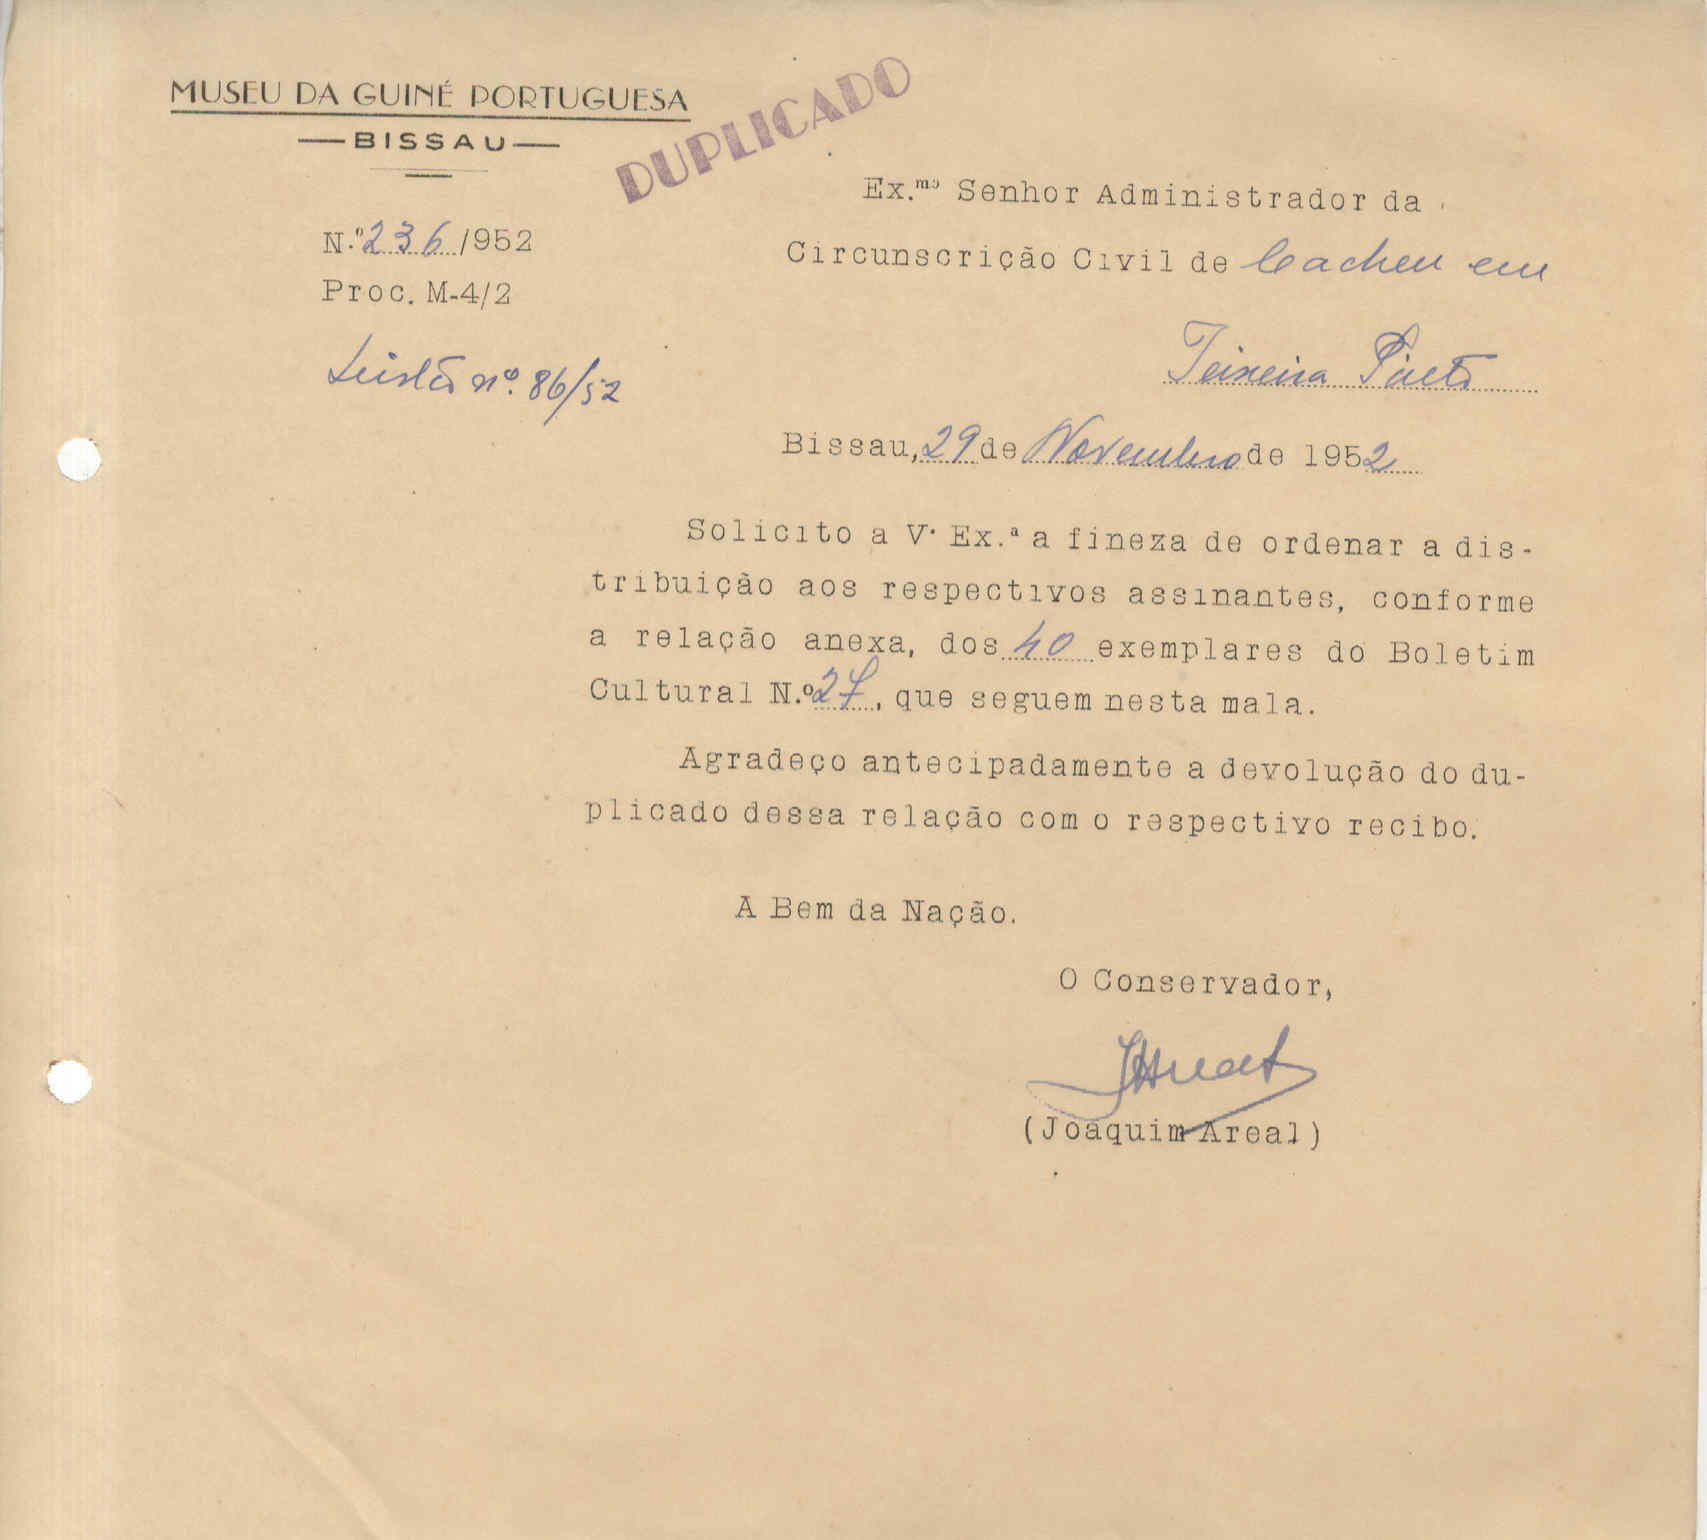 MUSEU DA GUINÉ PORTUGUESA
—BISSAU—
DUPLICADO
N.º 236/952
Proc. M-4/2
nº 86/52
Ex.mo Senhor Administrador da
Circunscrição Civil de Cacheu em
Teixeira Pinto
Bissau, 29 de Novembro de 1952
Solicito a V. Ex.ª a fineza de ordenar a dis-
tribuição aos respectivos assinantes, conforme
a relação anexa, dos 40 exemplares do Boletim
Cultural N.º 27, que seguem nesta mala.
Agradeço antecipadamente a devolução do du-
plicado dessa relação com o respectivo recibo.
A Bem da Nação.
O Conservador,
JAreal
(Joaquim Areal)